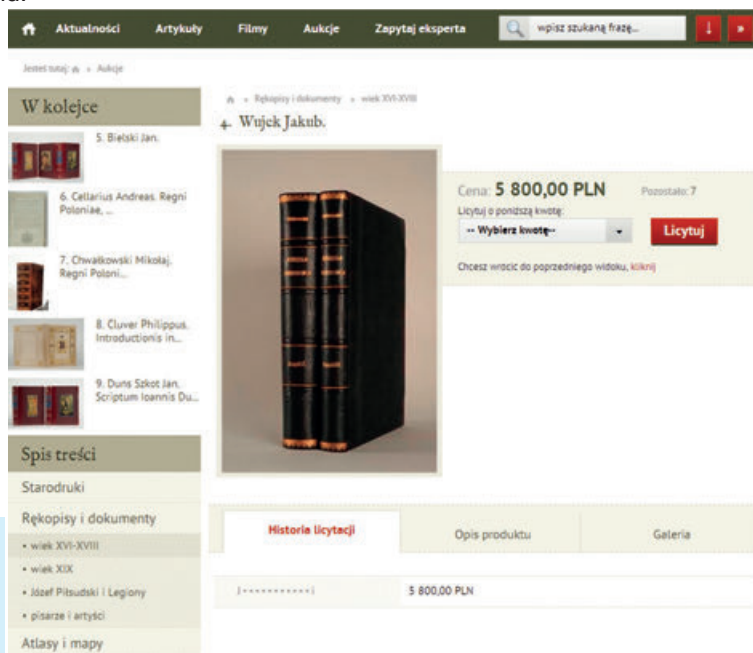 Aktualności Artykuły Filmy Aukcje Zapytaj eksperta wpisz szukaną frazę...
Jesteś tutaj: » Aukcje
W kolejce
5. Bielski Jan.
6. Cellarius Andreas. Regni
Poloniae, ...
7. Chwałkowski Mikołaj.
Regni Poloni...
8. Cluver Philippus.
Introductionis in...
9. Duns Szkot Jan.
Scriptum Ioannis Du...
Spis treści
Starodruki
Rękopisy i dokumenty
• wiek XVI-XVIII
• wiek XIX
• Józef Piłsudski i Legiony
• pisarze i artyści
Atlasy i mapy
» Rękopisy i dokumenty » wiek XVI-XVIII
4. Wujek Jakub.
Cena: 5 800,00 PLN Pozostało: 7
Licytuj o poniższą kwotę:
-- Wybierz kwotę-- Licytuj
Chcesz wrócić do poprzedniego widoku, kliknij
Historia licytacji Opis produktu Galeria
5 800,00 PLN